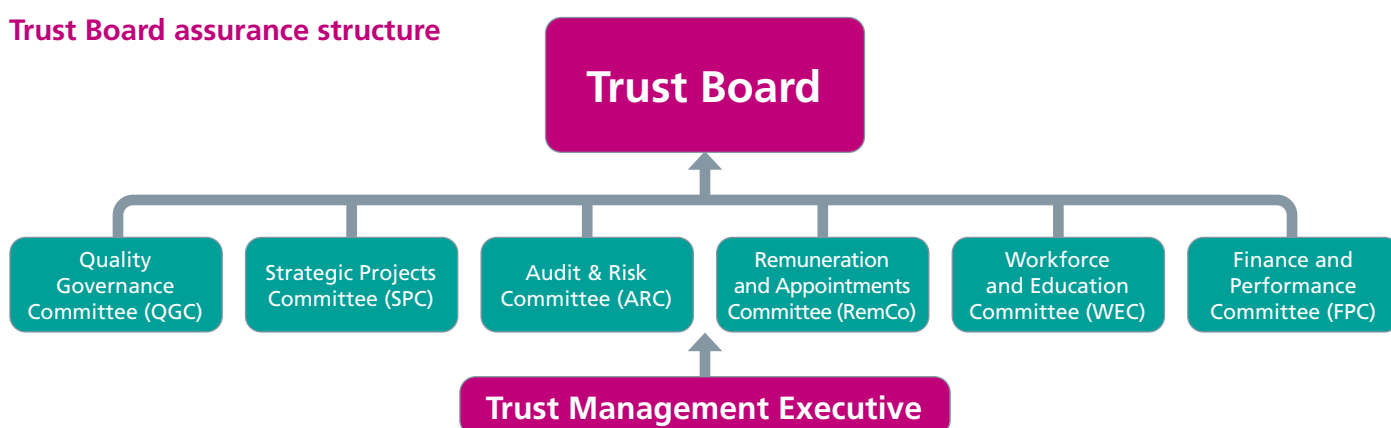 Trust Board assurance structure
Trust Board
Quality
Governance
Committee (QGC)
Strategic Projects
Committee (SPC)
Audit & Risk
Committee (ARC)
Remuneration
and Appointments
Committee (RemCo)
Workforce
and Education
Committee (WEC)
Finance and
Performance
Committee (FPC)
Trust Management Executive